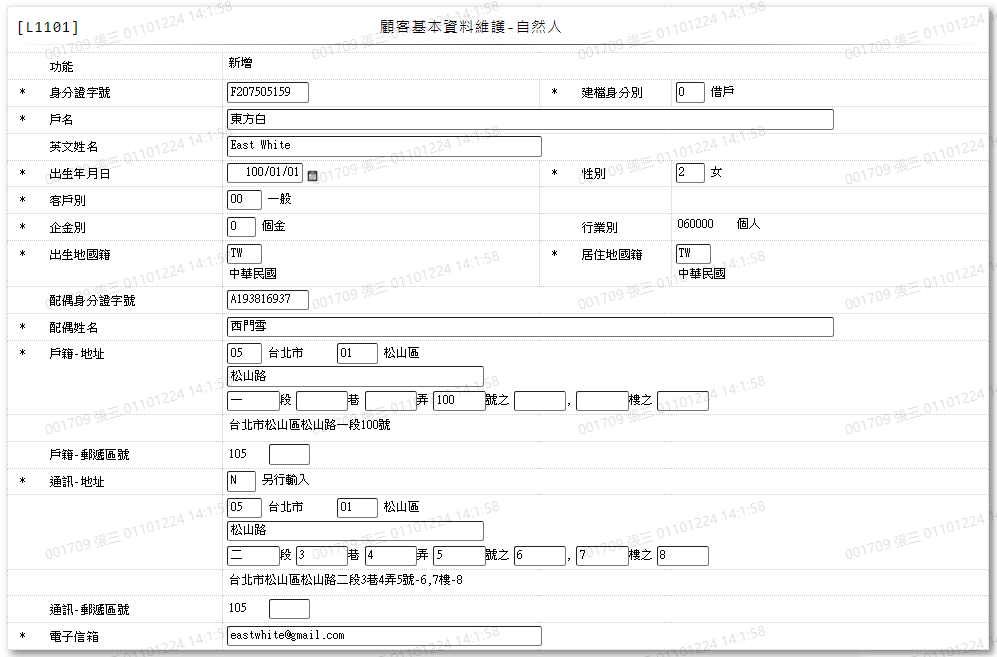 [L1101] 顧客基本資料維護-自然人
功能 新增
* 身分證字號 F207505159 * 建檔身分別 0 借戶
* 戶名 東方白
英文姓名 East White
* 出生年月日 100/01/01 * 性別 2 女
* 客戶別 00 一般
* 企金別 0 個金 行業別 060000 個人
* 出生地國籍 TW * 居住地國籍 TW
中華民國 中華民國
配偶身分證字號 A193816937
* 配偶姓名 西門雪
* 戶籍-地址 05 台北市 01 松山區
松山路
一 段 巷 弄 100 號之 , 樓之
台北市松山區松山路一段100號
戶籍-郵遞區號 105
* 通訊-地址 N 另行輸入
05 台北市 01 松山區
松山路
二 段 3 巷 4 弄 5 號之 6 , 7 樓之 8
台北市松山區松山路二段3巷4弄5號-6,7樓-8
通訊-郵遞區號 105
* 電子信箱 eastwhite@gmail.com
001709 張三 01101224 14:1:58